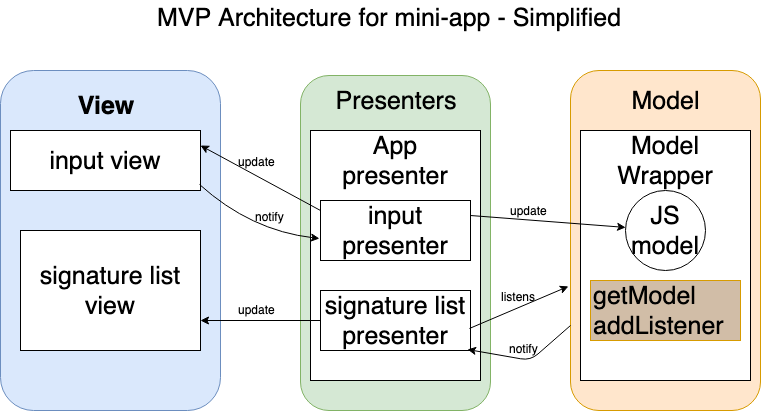 MVP Architecture for mini-app - Simplified
View
input view
signature list
view
update
notify
update
Presenters
App
presenter
input
presenter
signature list
presenter
update
listens
notify
Model
Model
Wrapper
JS
model
getModel
addListener